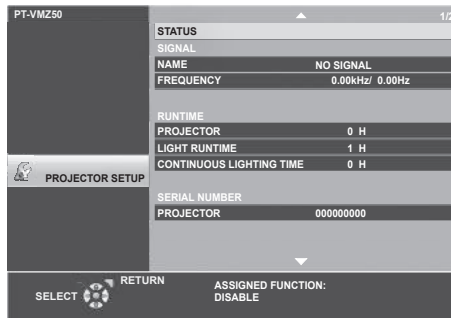 PT-VMZ50 1/2
STATUS
SIGNAL
NAME NO SIGNAL
FREQUENCY 0.00kHz/ 0.00Hz
RUNTIME
PROJECTOR 0 H
LIGHT RUNTIME 1 H
CONTINUOUS LIGHTING TIME 0 H
PROJECTOR SETUP
SERIAL NUMBER
PROJECTOR 000000000
RETURN
SELECT
ASSIGNED FUNCTION:
DISABLE